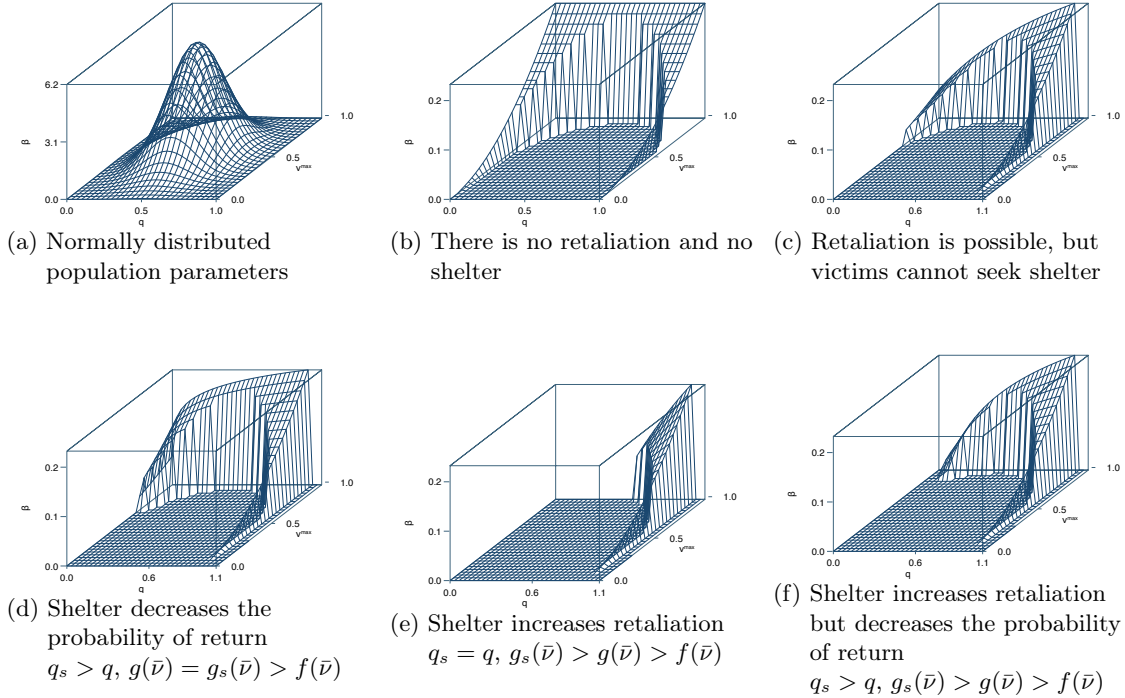 6.2
3.1
0.0
β
0.0
0.5
1.0
q
0.0
0.5
1.0
v^max
(a) Normally distributed
population parameters
0.2
0.1
0.0
β
0.0
0.5
1.0
q
0.0
0.5
1.0
v^max
(b) There is no retaliation and no
shelter
0.2
0.1
0.0
β
0.0
0.6
1.1
q
0.0
0.5
1.0
v^max
(c) Retaliation is possible, but
victims cannot seek shelter
0.2
0.1
0.0
β
0.0
0.6
1.1
q
0.0
0.5
1.0
v^max
(d) Shelter decreases the
probability of return
q_s > q, g(ν̄) = g_s(ν̄) > f(ν̄)
0.2
0.1
0.0
β
0.0
0.6
1.1
q
0.0
0.5
1.0
v^max
(e) Shelter increases retaliation
q_s = q, g_s(ν̄) > g(ν̄) > f(ν̄)
0.2
0.1
0.0
β
0.0
0.6
1.1
q
0.0
0.5
1.0
v^max
(f) Shelter increases retaliation
but decreases the probability
of return
q_s > q, g_s(ν̄) > g(ν̄) > f(ν̄)